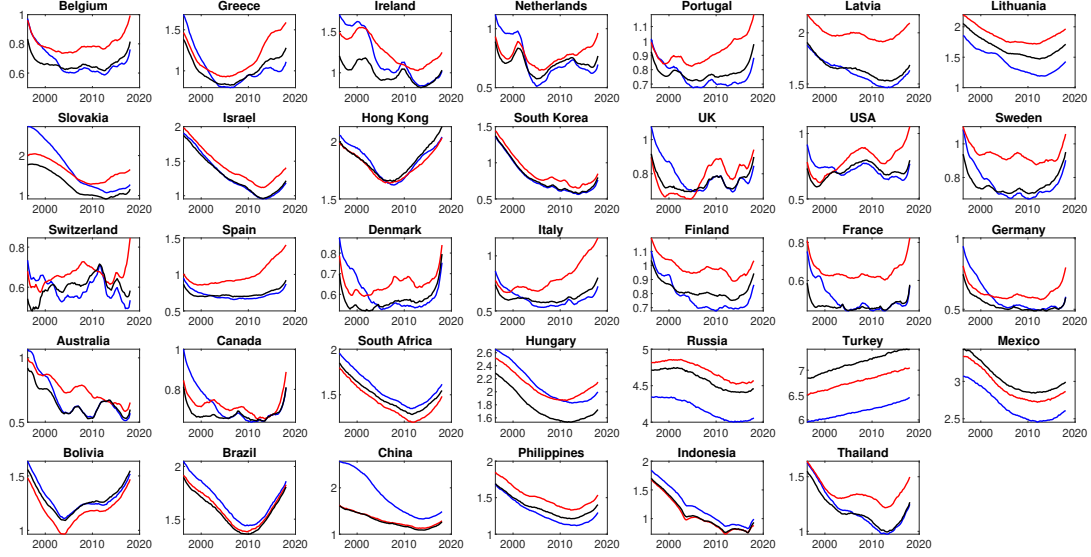 Belgium
1
0.8
0.6
2000 2010 2020
Greece
1.5
1
2000 2010 2020
Ireland
1.5
1
2000 2010 2020
Netherlands
1
0.5
2000 2010 2020
Portugal
1.1
1
0.9
0.8
0.7
2000 2010 2020
Latvia
2
1.5
2000 2010 2020
Lithuania
2
1.5
1
2000 2010 2020
Slovakia
2
1
2000 2010 2020
Israel
2
1.5
1
2000 2010 2020
Hong Kong
2
1.5
2000 2010 2020
South Korea
1.5
1
0.5
2000 2010 2020
UK
0.8
2000 2010 2020
USA
0.8
0.5
2000 2010 2020
Sweden
1
0.8
2000 2010 2020
Switzerland
0.8
0.6
2000 2010 2020
Spain
1.5
1
0.5
2000 2010 2020
Denmark
0.8
0.7
0.6
2000 2010 2020
Italy
1
0.5
2000 2010 2020
Finland
1.2
1.1
1
0.9
0.8
0.7
2000 2010 2020
France
0.8
0.6
2000 2010 2020
Germany
1
0.5
2000 2010 2020
Australia
1
0.5
2000 2010 2020
Canada
1
0.8
2000 2010 2020
South Africa
2
1.5
2000 2010 2020
Hungary
2.6
2.4
2.2
2
1.8
1.6
2000 2010 2020
Russia
5
4.5
4
2000 2010 2020
Turkey
7
6.5
6
2000 2010 2020
Mexico
3
2.5
2000 2010 2020
Bolivia
1.5
1
2000 2010 2020
Brazil
2
1.5
2000 2010 2020
China
2
1.5
1
2000 2010 2020
Philippines
2
1.5
1
2000 2010 2020
Indonesia
2
1.5
1
2000 2010 2020
Thailand
1.5
1
2000 2010 2020